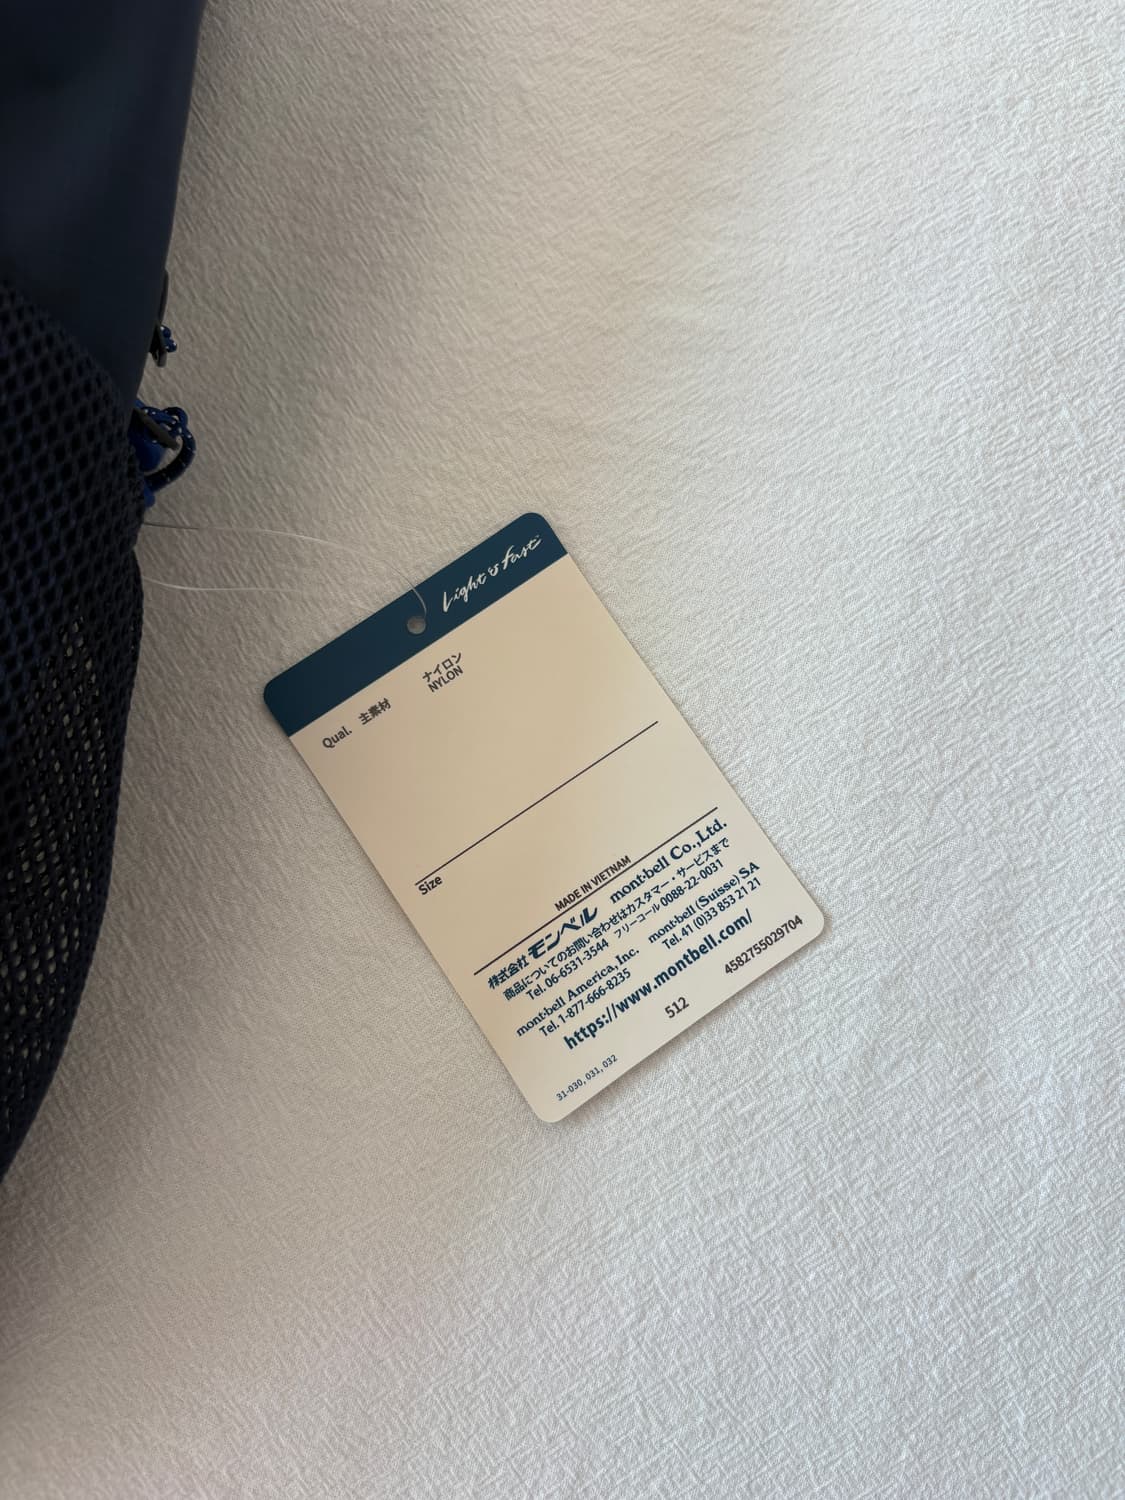 Light & Fast
Qual. 主素材 ナイロン
NYLON
Size
MADE IN VIETNAM
株式会社 モンベル mont-bell Co.,Ltd.
商品についてのお問い合わせはカスタマー・サービスまで
Tel. 06-6531-3544 フリーコール 0088-22-0031
mont-bell America, Inc. mont-bell (Suisse) SA
Tel. 1-877-666-8235 Tel. 41 (0)33 853 21 21
https://www.montbell.com/
512 4582755029704
31-030, 031, 032